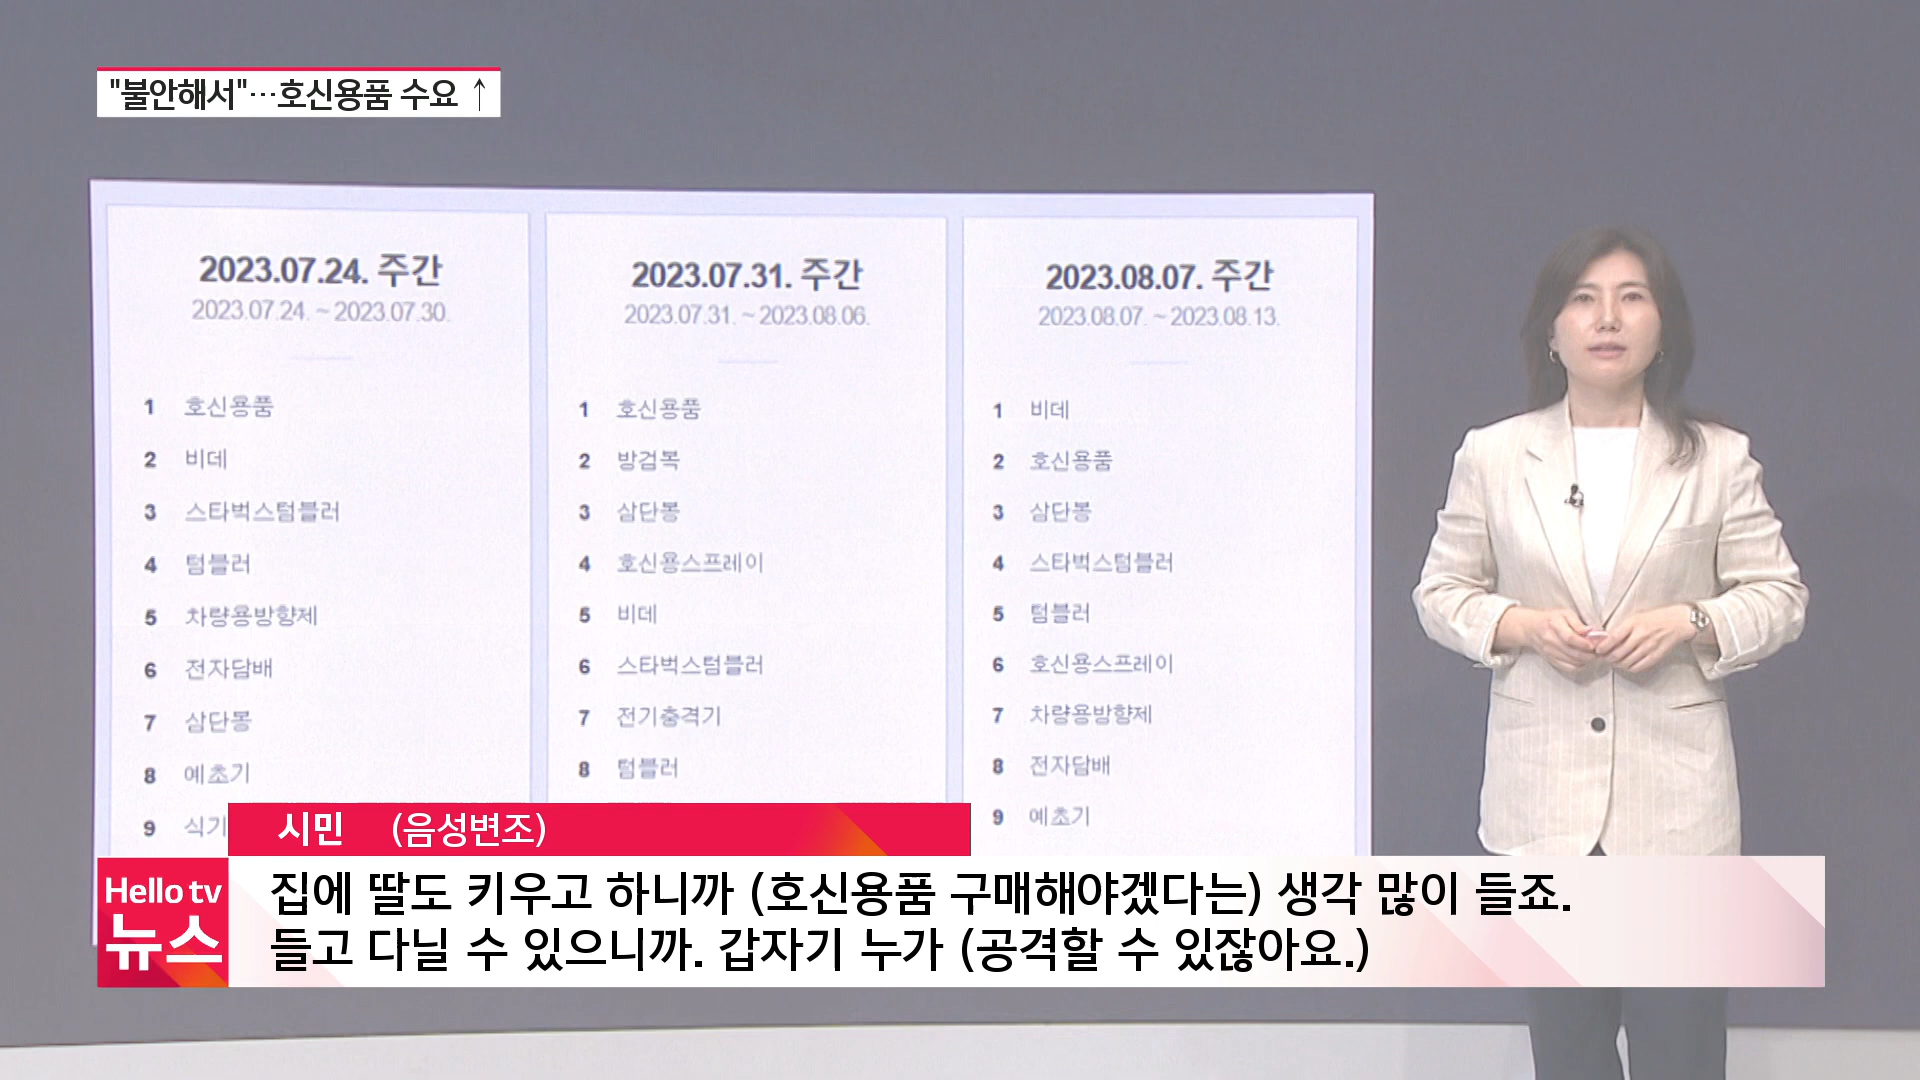 "불안해서"…호신용품 수요 ↑
2023.07.24. 주간
2023.07.24. ~ 2023.07.30.
1 호신용품
2 비데
3 스타벅스텀블러
4 텀블러
5 차량용방향제
6 전자담배
7 삼단봉
8 예초기
9 식기
2023.07.31. 주간
2023.07.31. ~ 2023.08.06.
1 호신용품
2 방검복
3 삼단봉
4 호신용스프레이
5 비데
6 스타벅스텀블러
7 전기충격기
8 텀블러
2023.08.07. 주간
2023.08.07. ~ 2023.08.13.
1 비데
2 호신용품
3 삼단봉
4 스타벅스텀블러
5 텀블러
6 호신용스프레이
7 차량용방향제
8 전자담배
9 예초기
시민 (음성변조)
Hello tv
뉴스
집에 딸도 키우고 하니까 (호신용품 구매해야겠다는) 생각 많이 들죠.
들고 다닐 수 있으니까. 갑자기 누가 (공격할 수 있잖아요.)